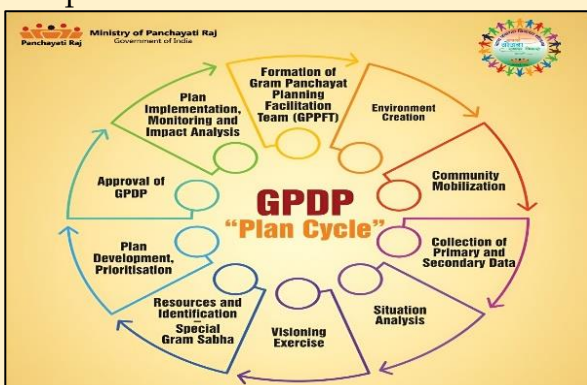 Ministry of Panchayati Raj
Government of India
Panchayati Raj
Formation of
Gram Panchayat
Planning
Facilitation
Team (GPPFT)
Environment
Creation
Community
Mobilization
Collection of
Primary and
Secondary Data
Situation
Analysis
Visioning
Exercise
Resources and
Identification
–
Special
Gram Sabha
Plan
Development,
Prioritisation
Approval of
GPDP
Plan
Implementation,
Monitoring and
Impact Analysis
GPDP
"Plan Cycle"